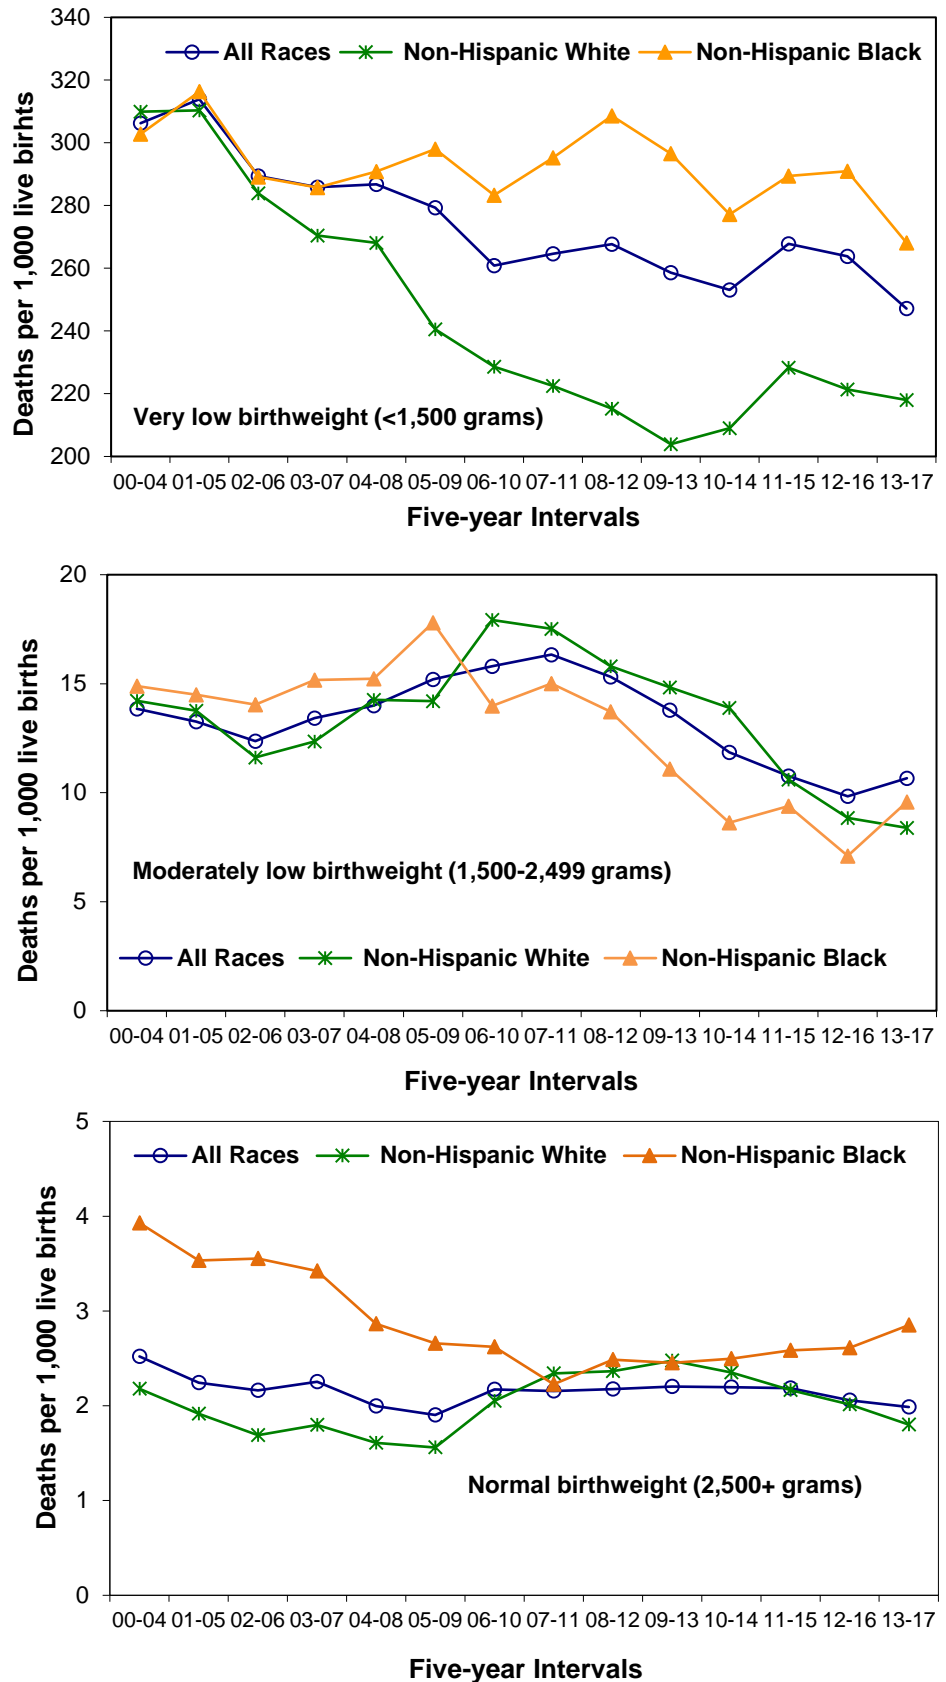 340
All Races Non-Hispanic White Non-Hispanic Black
320
300
280
260
240
220
200
Deaths per 1,000 live birhts
Very low birthweight (<1,500 grams)
00-04 01-05 02-06 03-07 04-08 05-09 06-10 07-11 08-12 09-13 10-14 11-15 12-16 13-17
Five-year Intervals
20
15
10
5
0
Deaths per 1,000 live births
Moderately low birthweight (1,500-2,499 grams)
All Races Non-Hispanic White Non-Hispanic Black
00-04 01-05 02-06 03-07 04-08 05-09 06-10 07-11 08-12 09-13 10-14 11-15 12-16 13-17
Five-year Intervals
5
All Races Non-Hispanic White Non-Hispanic Black
4
3
2
1
0
Deaths per 1,000 live births
Normal birthweight (2,500+ grams)
00-04 01-05 02-06 03-07 04-08 05-09 06-10 07-11 08-12 09-13 10-14 11-15 12-16 13-17
Five-year Intervals